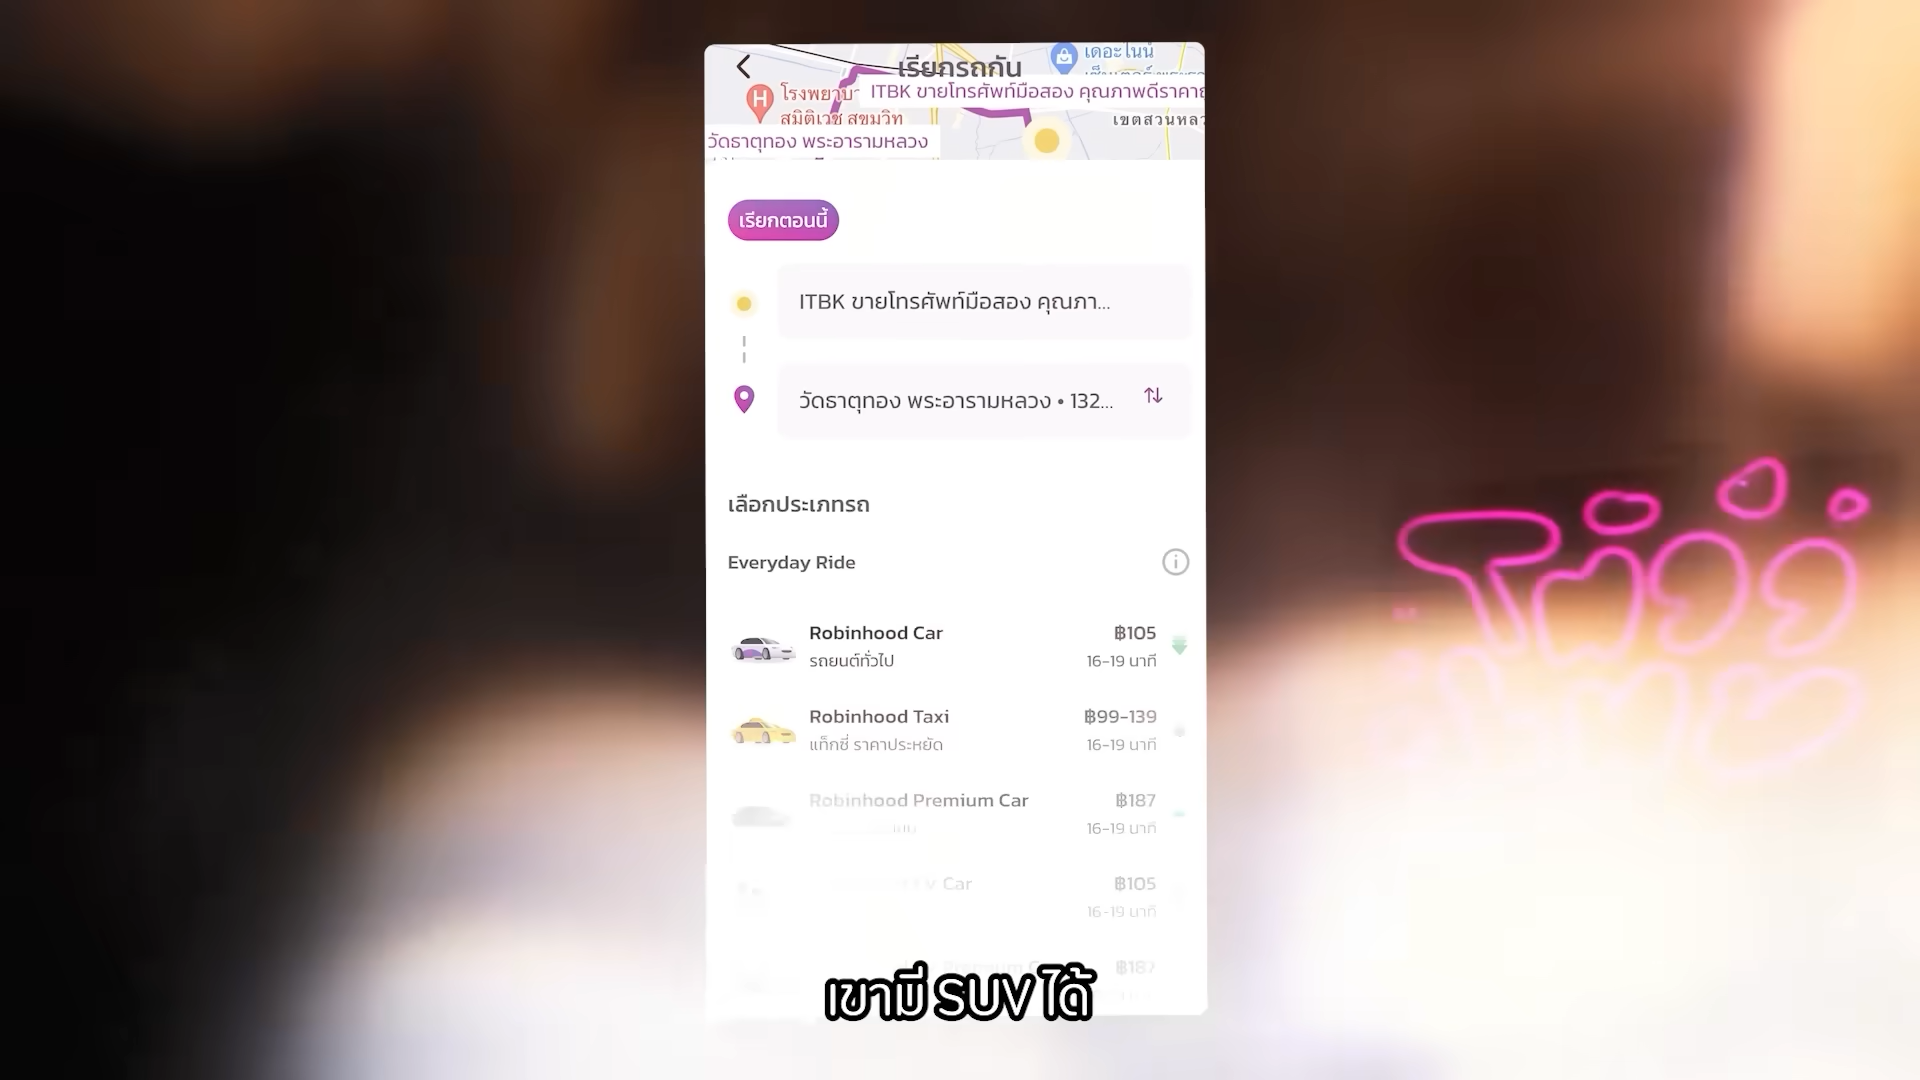 เรียกรถกัน
เดอะไนน์
โรงพยาบา
ITBK ขายโทรศัพท์มือสอง คุณภาพดีราคาถ
สมิติเวช สุขุมวิท
เขตสวนหลว
วัดธาตุทอง พระอารามหลวง
เรียกตอนนี้
ITBK ขายโทรศัพท์มือสอง คุณภา...
วัดธาตุทอง พระอารามหลวง • 132...
เลือกประเภทรถ
Everyday Ride
Robinhood Car ฿105
รถยนต์ทั่วไป 16-19 นาที
Robinhood Taxi ฿99-139
แท็กซี่ ราคาประหยัด 16-19 นาที
Robinhood Premium Car ฿187
16-19 นาที
Car ฿105
16-19 นาที
฿187
เขามี SUV ได้